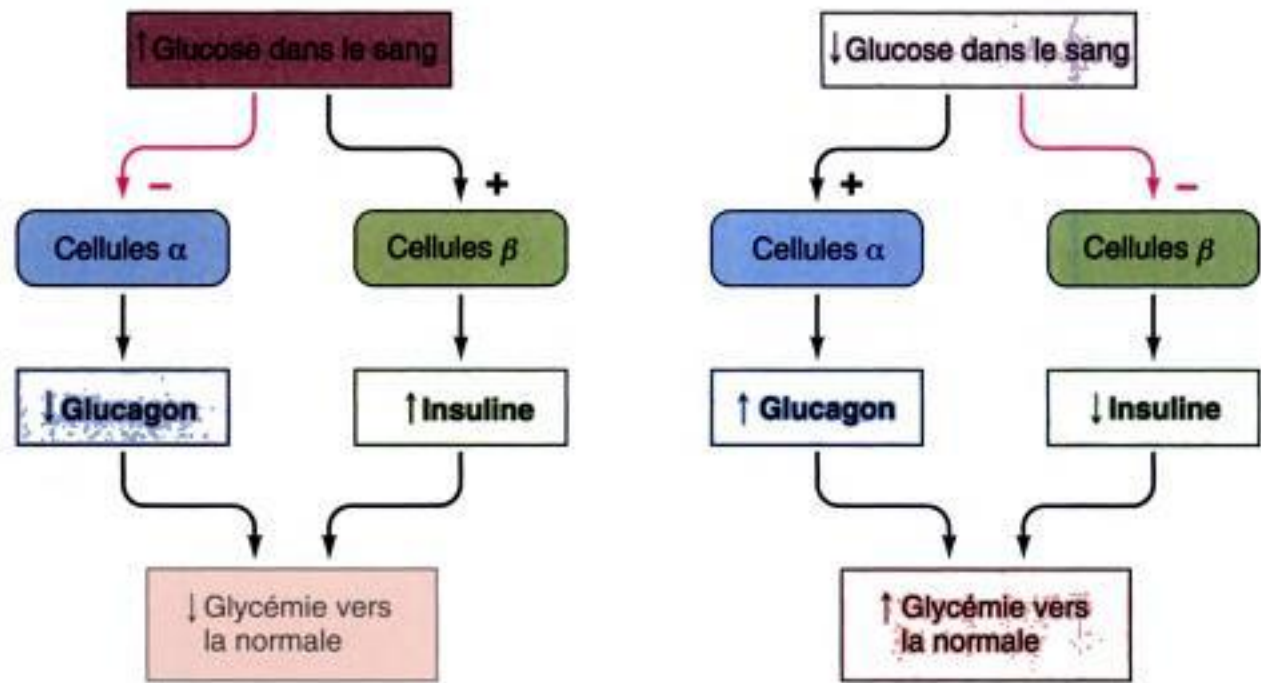 ↑Glucose dans le sang
−
+
Cellules α
Cellules β
↓Glucagon
↑Insuline
↓Glycémie vers
la normale
↓Glucose dans le sang
+
−
Cellules α
Cellules β
↑ Glucagon
↓ Insuline
↑ Glycémie vers
la normale